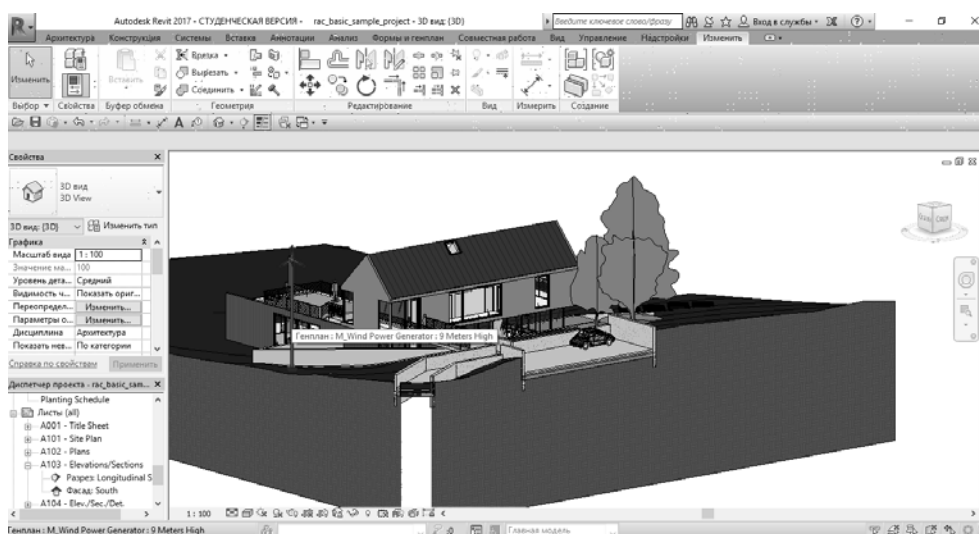 Autodesk Revit 2017 - СТУДЕНЧЕСКАЯ ВЕРСИЯ - rac_basic_sample_project - 3D вид: {3D}
Введите ключевое слово/фразу
Вход в службы
Архитектура Конструкция Системы Вставка Аннотации Анализ Формы и генплан Совместная работа Вид Управление Надстройки Изменить
Изменить
Вставить
Врезка
Вырезать
Соединить
Выбор Свойства Буфер обмена Геометрия Редактирование Вид Измерить Создание
Свойства
3D вид
3D View
3D вид: {3D} Изменить тип
Графика
Масштаб вида 1 : 100
Значение ма... 100
Уровень дета... Средний
Видимость ч... Показать ориг...
Переопредел... Изменить...
Параметры о... Изменить...
Дисциплина Архитектура
Показать нев... По категории
Справка по свойствам Применить
Диспетчер проекта - rac_basic_sam...
Planting Schedule
Листы (all)
A001 - Title Sheet
A101 - Site Plan
A102 - Plans
A103 - Elevations/Sections
Разрез: Longitudinal S
Фасад: South
A104 - Elev./Sec./Det.
Генплан : M_Wind Power Generator : 9 Meters High
1 : 100
Генплан : M_Wind Power Generator : 9 Meters High
Главная модель